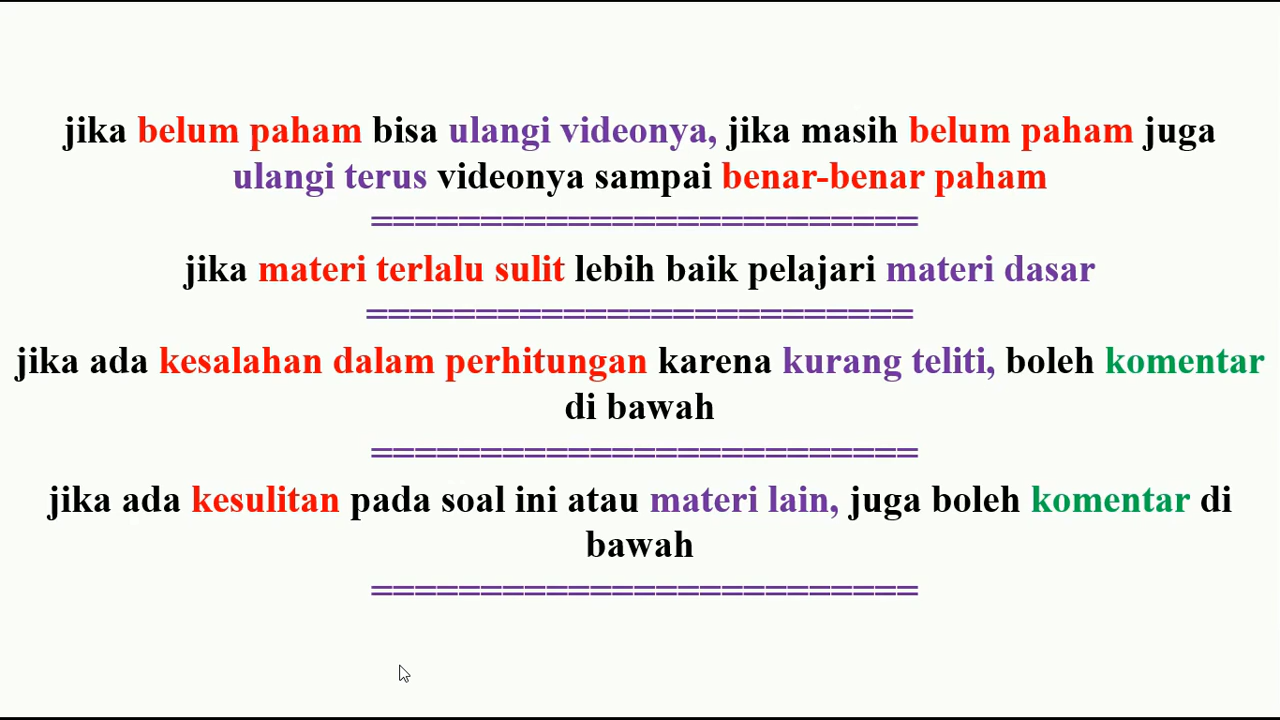 jika belum paham bisa ulangi videonya, jika masih belum paham juga
ulangi terus videonya sampai benar-benar paham
=========================
jika materi terlalu sulit lebih baik pelajari materi dasar
=========================
jika ada kesalahan dalam perhitungan karena kurang teliti, boleh komentar
di bawah
=========================
jika ada kesulitan pada soal ini atau materi lain, juga boleh komentar di
bawah
=========================